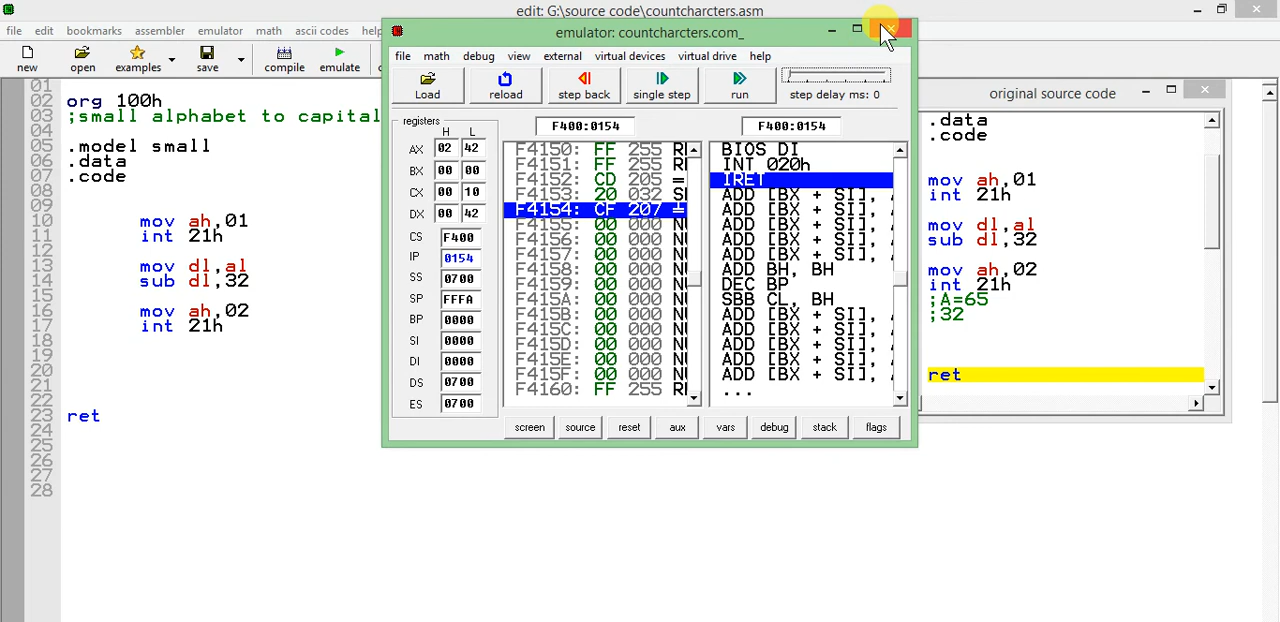 edit: G:\source code\countcharcters.asm
file edit bookmarks assembler emulator math ascii codes help
new open examples save compile emulate
01
02 org 100h
03 ;small alphabet to capital
04
05 .model small
06 .data
07 .code
08
09
10 mov ah,01
11 int 21h
12
13 mov dl,al
14 sub dl,32
15
16 mov ah,02
17 int 21h
18
19
20
21
22
23 ret
24
25
26
27
28
emulator: countcharcters.com_
file math debug view external virtual devices virtual drive help
Load reload step back single step run step delay ms: 0
registers F400:0154 F400:0154
H L
AX 02 42
BX 00 00
CX 00 10
DX 00 42
CS F400
IP 0154
SS 0700
SP FFFA
BP 0000
SI 0000
DI 0000
DS 0700
ES 0700
F4150: FF 255
F4151: FF 255
F4152: CD 205 =
F4153: 20 032
F4154: CF 207 ╧
F4155: 00 000
F4156: 00 000
F4157: 00 000
F4158: 00 000
F4159: 00 000
F415A: 00 000
F415B: 00 000
F415C: 00 000
F415D: 00 000
F415E: 00 000
F415F: 00 000
F4160: FF 255
BIOS DI
INT 020h
IRET
ADD [BX + SI],
ADD [BX + SI],
ADD [BX + SI],
ADD [BX + SI],
ADD [BX + SI],
ADD BH, BH
DEC BP
SBB CL, BH
ADD [BX + SI],
ADD [BX + SI],
ADD [BX + SI],
ADD [BX + SI],
ADD [BX + SI],
...
screen source reset aux vars debug stack flags
original source code
.data
.code
mov ah,01
int 21h
mov dl,al
sub dl,32
mov ah,02
int 21h
;A=65
;32
ret